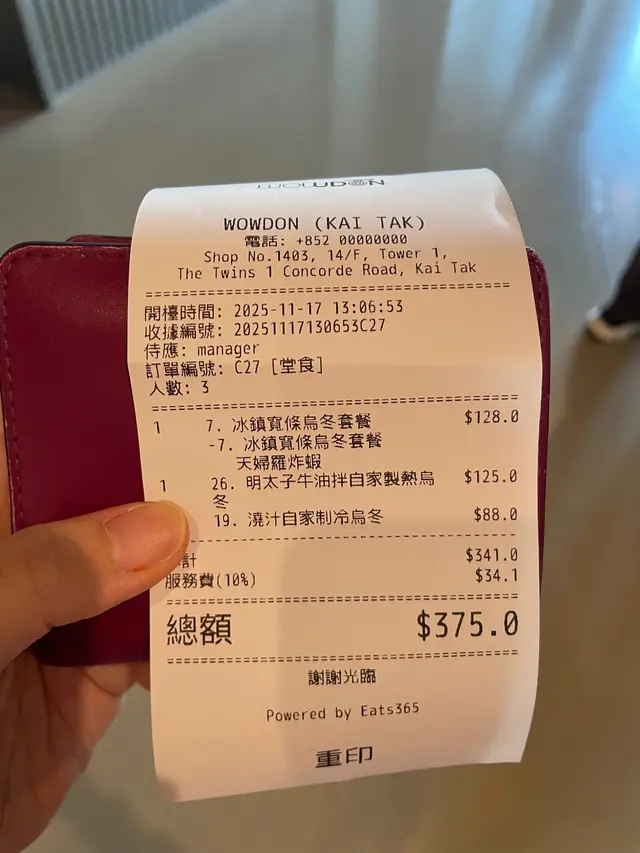 WOWDON
WOWDON (KAI TAK)
電話: +852 00000000
Shop No.1403, 14/F, Tower 1,
The Twins 1 Concorde Road, Kai Tak
開檯時間: 2025-11-17 13:06:53
收據編號: 20251117130653C27
侍應: manager
訂單編號: C27 [堂食]
人數: 3
1 7. 冰鎮寬條烏冬套餐 $128.0
-7. 冰鎮寬條烏冬套餐
天婦羅炸蝦
1 26. 明太子牛油拌自家製熱烏 $125.0
冬
19. 澆汁自家制冷烏冬 $88.0
計 $341.0
服務費(10%) $34.1
總額 $375.0
謝謝光臨
Powered by Eats365
重印